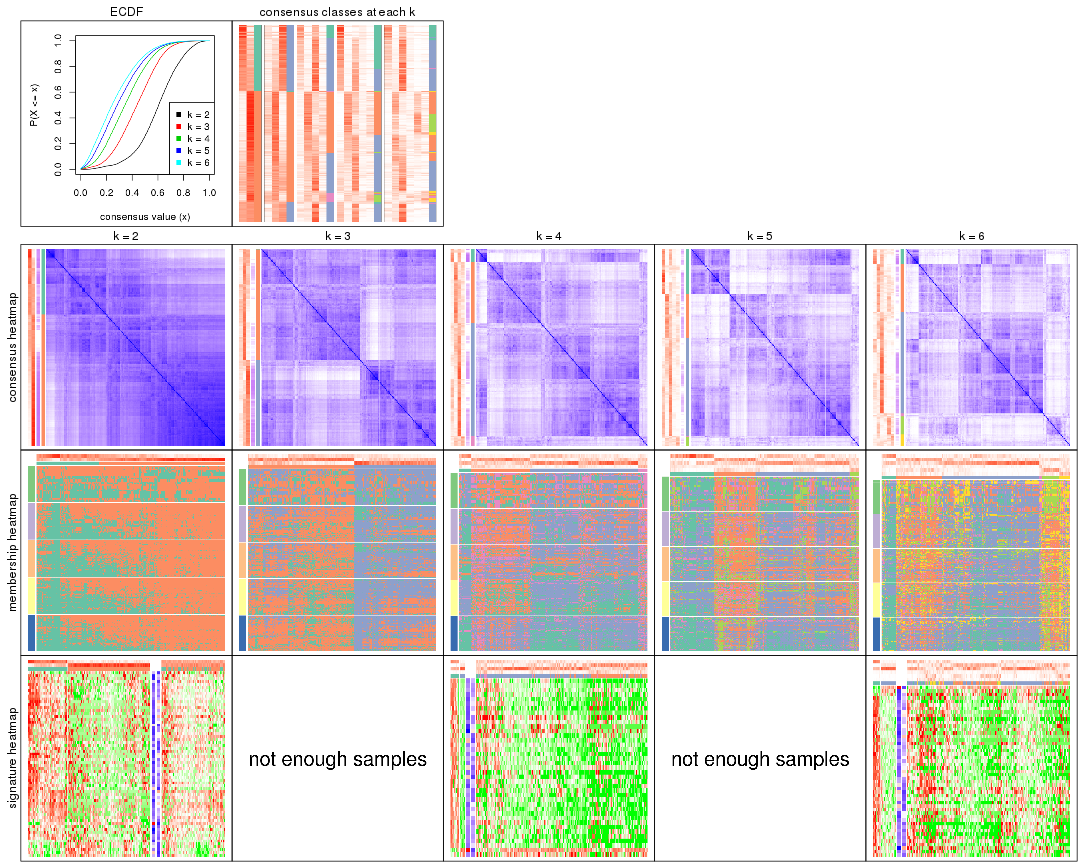 ECDF
consensus classes at each k
P(X <= x)
0.0 0.2 0.4 0.6 0.8 1.0
k = 2
k = 3
k = 4
k = 5
k = 6
0.0 0.2 0.4 0.6 0.8 1.0
consensus value (x)
k = 2
k = 3
k = 4
k = 5
k = 6
consensus heatmap
membership heatmap
signature heatmap
not enough samples
not enough samples